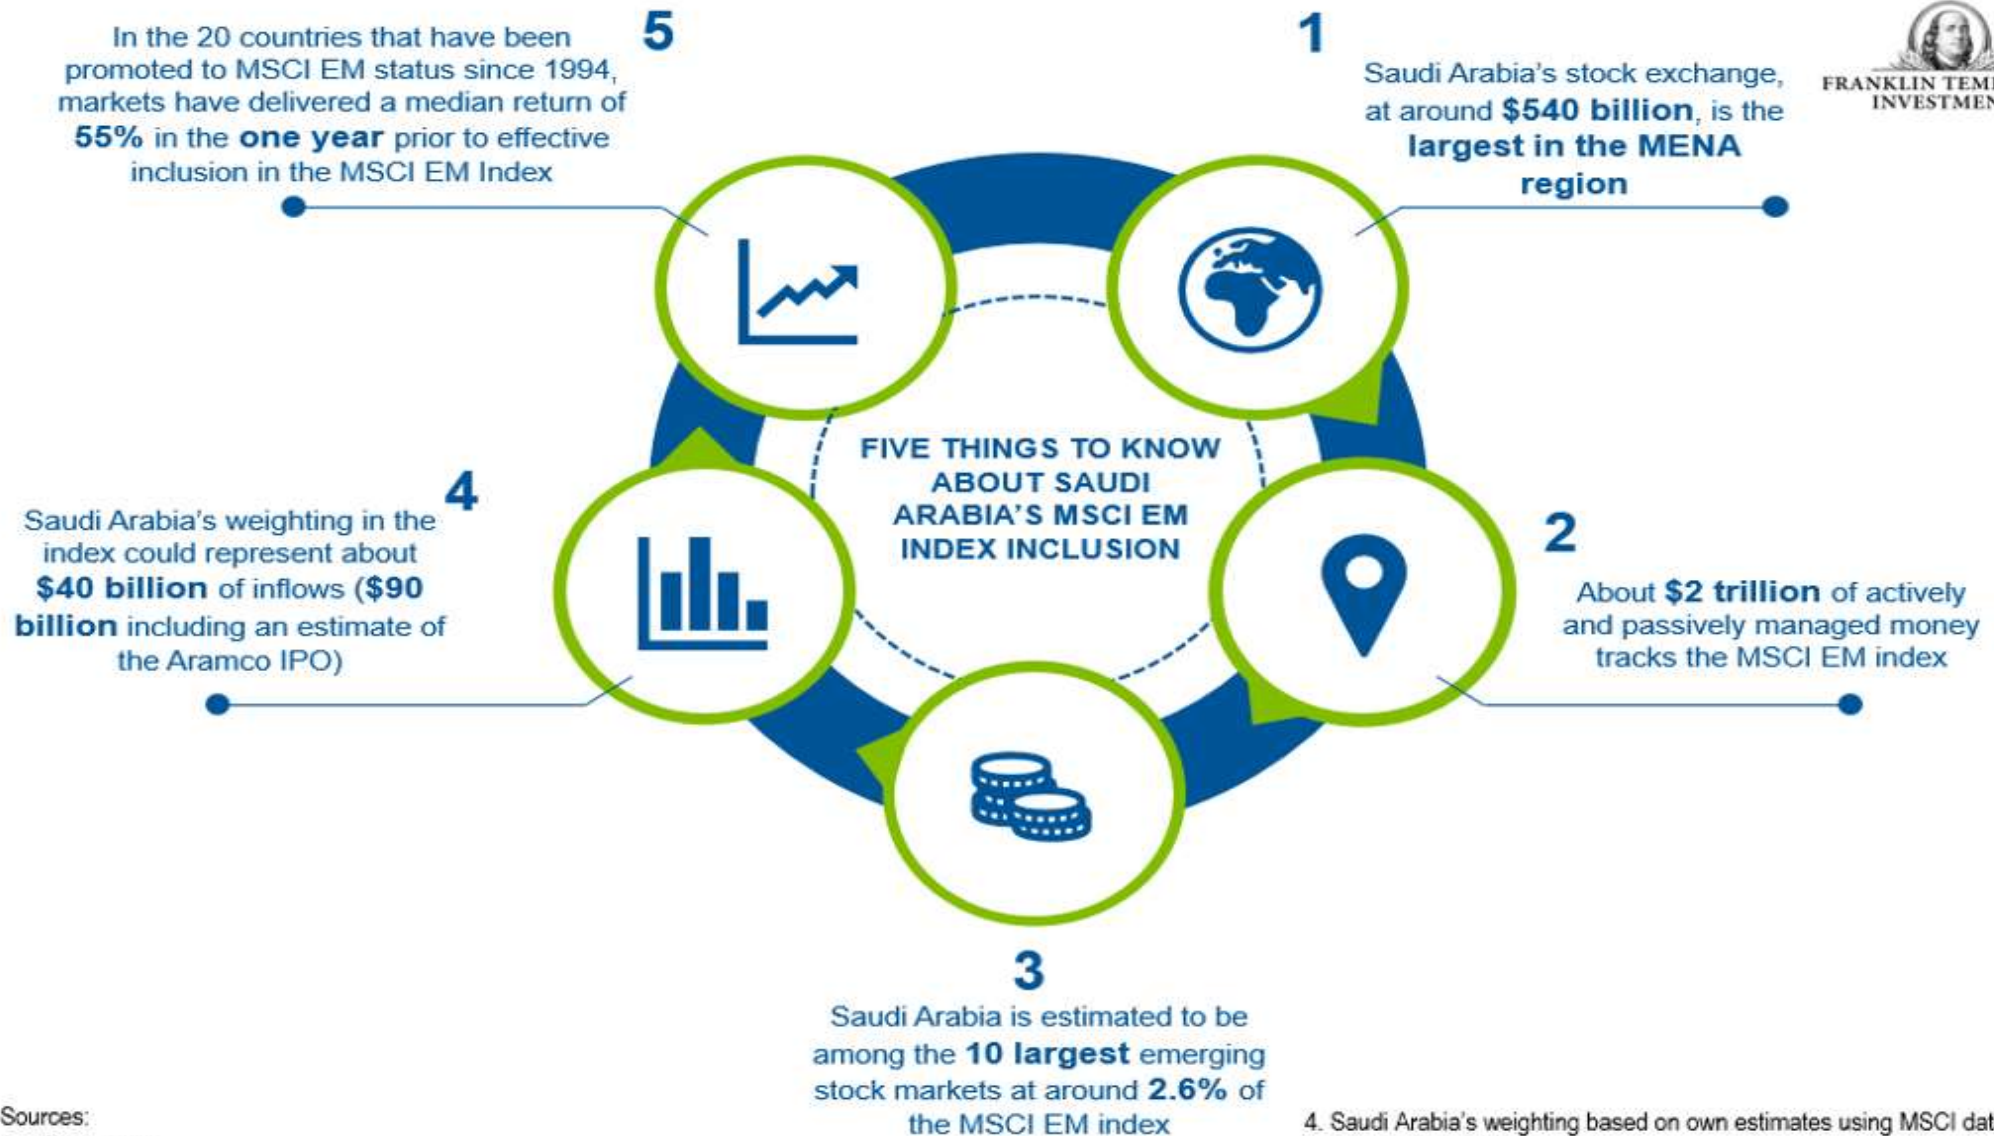 5
In the 20 countries that have been
promoted to MSCI EM status since 1994,
markets have delivered a median return of
55% in the one year prior to effective
inclusion in the MSCI EM Index
1
Saudi Arabia's stock exchange,
at around $540 billion, is the
largest in the MENA
region
FRANKLIN
FIVE THINGS TO KNOW
ABOUT SAUDI
ARABIA'S MSCI EM
INDEX INCLUSION
4
Saudi Arabia's weighting in the
index could represent about
$40 billion of inflows ($90
billion including an estimate of
the Aramco IPO)
2
About $2 trillion of actively
and passively managed money
tracks the MSCI EM index
3
Saudi Arabia is estimated to be
among the 10 largest emerging
stock markets at around 2.6% of
the MSCI EM index
Sources:
4. Saudi Arabia's weighting based on own estimates using MSCI